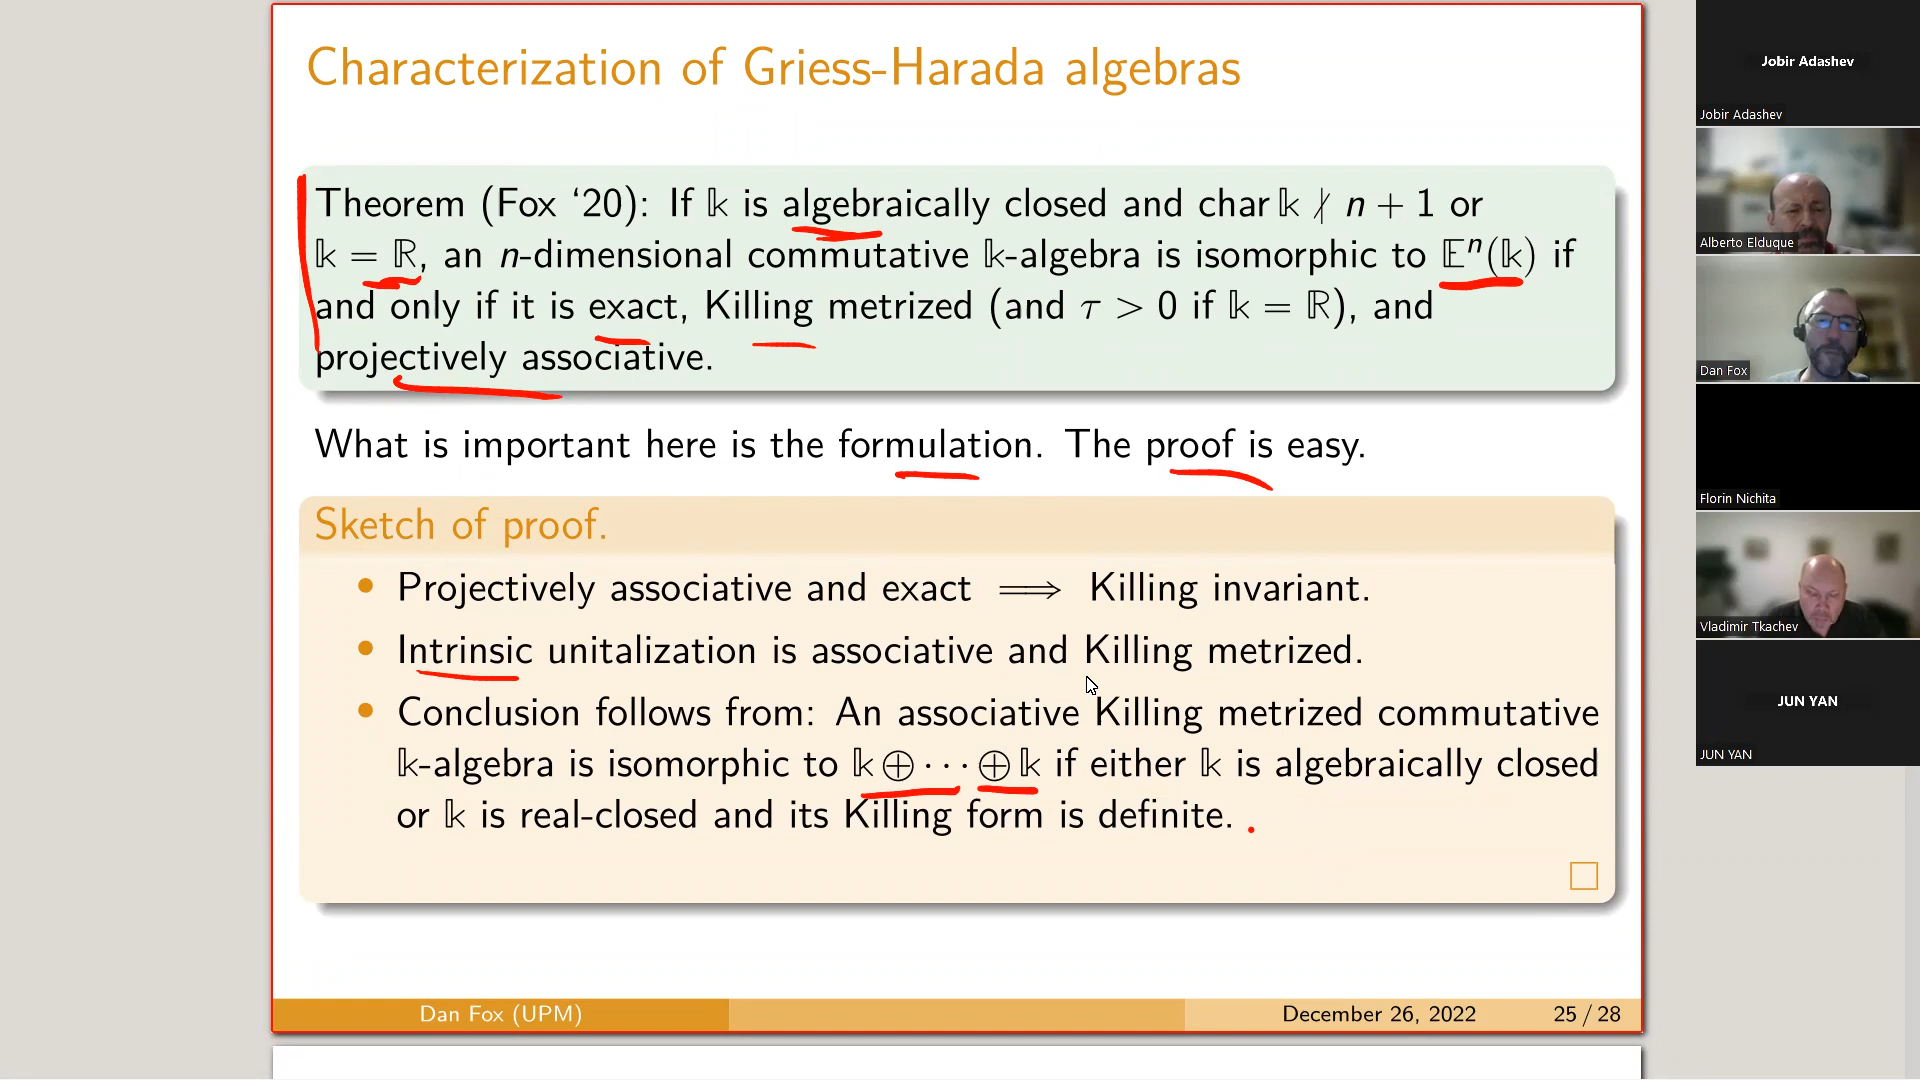 Characterization of Griess-Harada algebras
Theorem (Fox ‘20): If 𝕜 is algebraically closed and char 𝕜 ∤ n + 1 or
𝕜 = ℝ, an n-dimensional commutative 𝕜-algebra is isomorphic to 𝔼ⁿ(𝕜) if
and only if it is exact, Killing metrized (and τ > 0 if 𝕜 = ℝ), and
projectively associative.
What is important here is the formulation. The proof is easy.
Sketch of proof.
• Projectively associative and exact ⟹ Killing invariant.
• Intrinsic unitalization is associative and Killing metrized.
• Conclusion follows from: An associative Killing metrized commutative
𝕜-algebra is isomorphic to 𝕜 ⊕ · · · ⊕ 𝕜 if either 𝕜 is algebraically closed
or 𝕜 is real-closed and its Killing form is definite.
□
Dan Fox (UPM)
December 26, 2022
25 / 28
Jobir Adashev
Jobir Adashev
Alberto Elduque
Dan Fox
Florin Nichita
Vladimir Tkachev
JUN YAN
JUN YAN